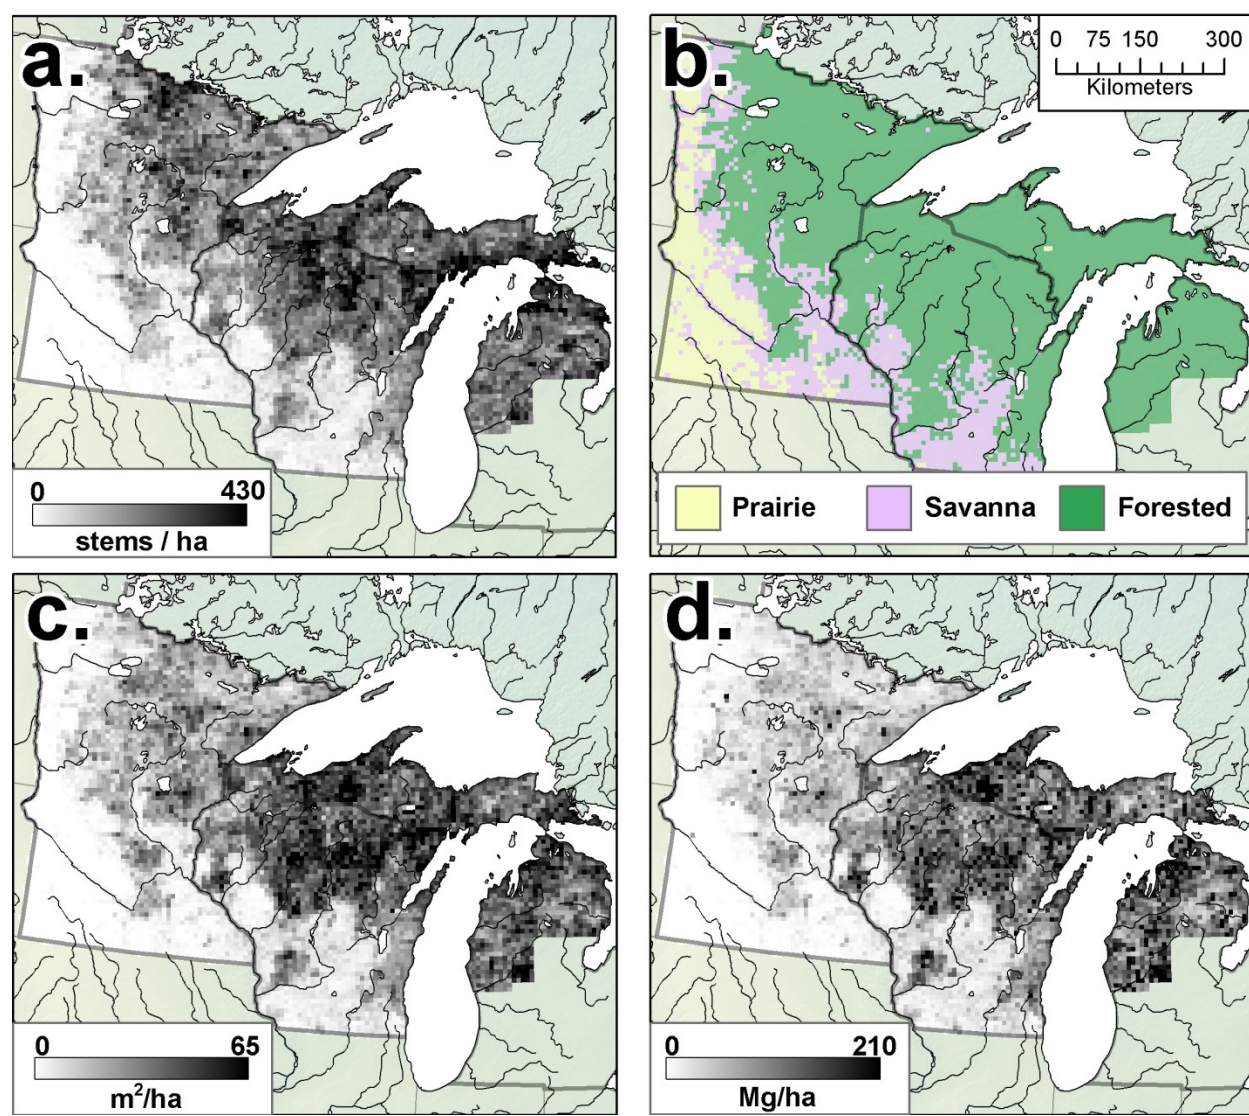 a.
0 430
stems / ha
b.
0 75 150 300
Kilometers
Prairie Savanna Forested
c.
0 65
m²/ha
d.
0 210
Mg/ha